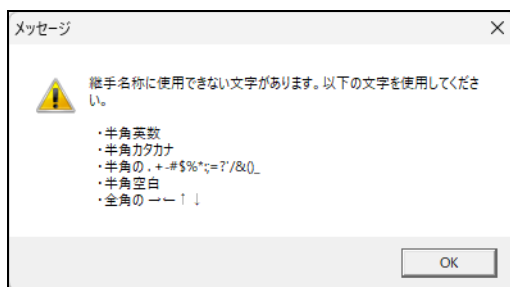 メッセージ
継手名称に使用できない文字があります。以下の文字を使用してくださ
い。
・半角英数
・半角カタカナ
・半角の . + -#$%*;:=?'/&()_
・半角空白
・全角の →←↑↓
OK